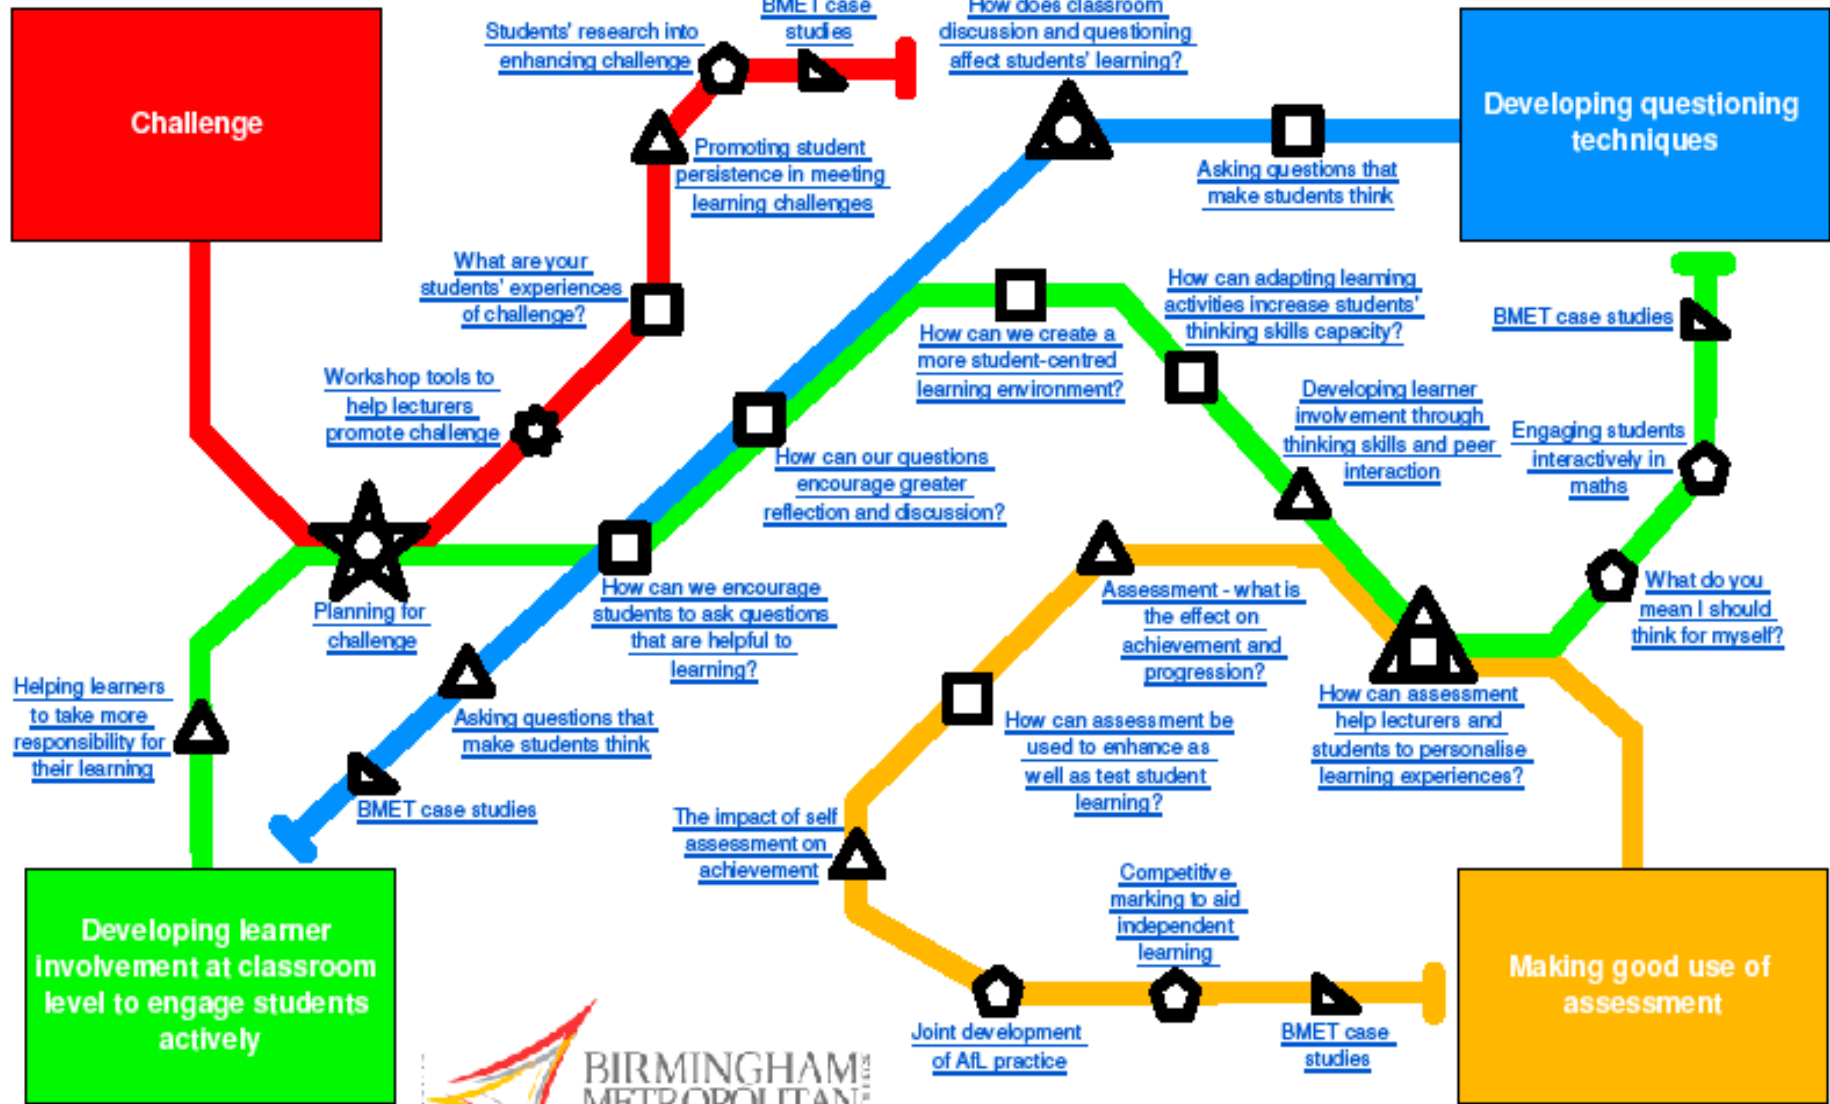 BMET case
studies
How does classroom
discussion and questioning
affect students' learning?
Students' research into
enhancing challenge
Challenge
Developing questioning
techniques
Promoting student
persistence in meeting
learning challenges
Asking questions that
make students think
What are your
students' experiences
of challenge?
How can adapting learning
activities increase students'
thinking skills capacity?
BMET case studies
How can we create a
more student-centred
learning environment?
Workshop tools to
help lecturers
promote challenge
Developing learner
involvement through
thinking skills and peer
interaction
Engaging students
interactively in
maths
How can our questions
encourage greater
reflection and discussion?
Planning for
challenge
How can we encourage
students to ask questions
that are helpful to
learning?
Assessment - what is
the effect on
achievement and
progression?
What do you
mean I should
think for myself?
Helping learners
to take more
responsibility for
their learning
Asking questions that
make students think
How can assessment be
used to enhance as
well as test student
learning?
How can assessment
help lecturers and
students to personalise
learning experiences?
BMET case studies
The impact of self
assessment on
achievement
Competitive
marking to aid
independent
learning
Developing learner
involvement at classroom
level to engage students
actively
Making good use of
assessment
Joint development
of AfL practice
BMET case
studies
BIRMINGHAM
METROPOLITAN